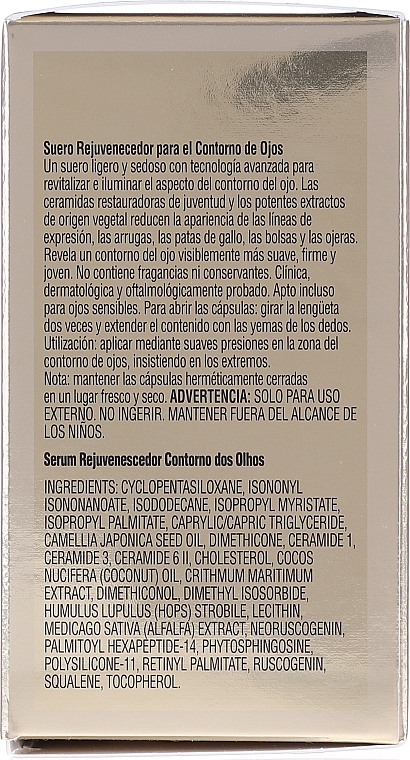 Suero Rejuvenecedor para el Contorno de Ojos
Un suero ligero y sedoso con tecnología avanzada para
revitalizar e iluminar el aspecto del contorno del ojo. Las
ceramidas restauradoras de juventud y los potentes extractos
de origen vegetal reducen la apariencia de las líneas de
expresión, las arrugas, las patas de gallo, las bolsas y las ojeras.
Revela un contorno del ojo visiblemente más suave, firme y
joven. No contiene fragancias ni conservantes. Clínica,
dermatológica y oftalmológicamente probado. Apto incluso
para ojos sensibles. Para abrir las cápsulas: girar la lengüeta
dos veces y extender el contenido con las yemas de los dedos.
Utilización: aplicar mediante suaves presiones en la zona del
contorno de ojos, insistiendo en los extremos.
Nota: mantener las cápsulas herméticamente cerradas
en un lugar fresco y seco. ADVERTENCIA: SOLO PARA USO
EXTERNO. NO INGERIR. MANTENER FUERA DEL ALCANCE DE
LOS NIÑOS.
Serum Rejuvenescedor Contorno dos Olhos
INGREDIENTS: CYCLOPENTASILOXANE, ISONONYL
ISONONANOATE, ISODODECANE, ISOPROPYL MYRISTATE,
ISOPROPYL PALMITATE, CAPRYLIC/CAPRIC TRIGLYCERIDE,
CAMELLIA JAPONICA SEED OIL, DIMETHICONE, CERAMIDE 1,
CERAMIDE 3, CERAMIDE 6 II, CHOLESTEROL, COCOS
NUCIFERA (COCONUT) OIL, CRITHMUM MARITIMUM
EXTRACT, DIMETHICONOL, DIMETHYL ISOSORBIDE,
HUMULUS LUPULUS (HOPS) STROBILE, LECITHIN,
MEDICAGO SATIVA (ALFALFA) EXTRACT, NEORUSCOGENIN,
PALMITOYL HEXAPEPTIDE-14, PHYTOSPHINGOSINE,
POLYSILICONE-11, RETINYL PALMITATE, RUSCOGENIN,
SQUALENE, TOCOPHEROL.